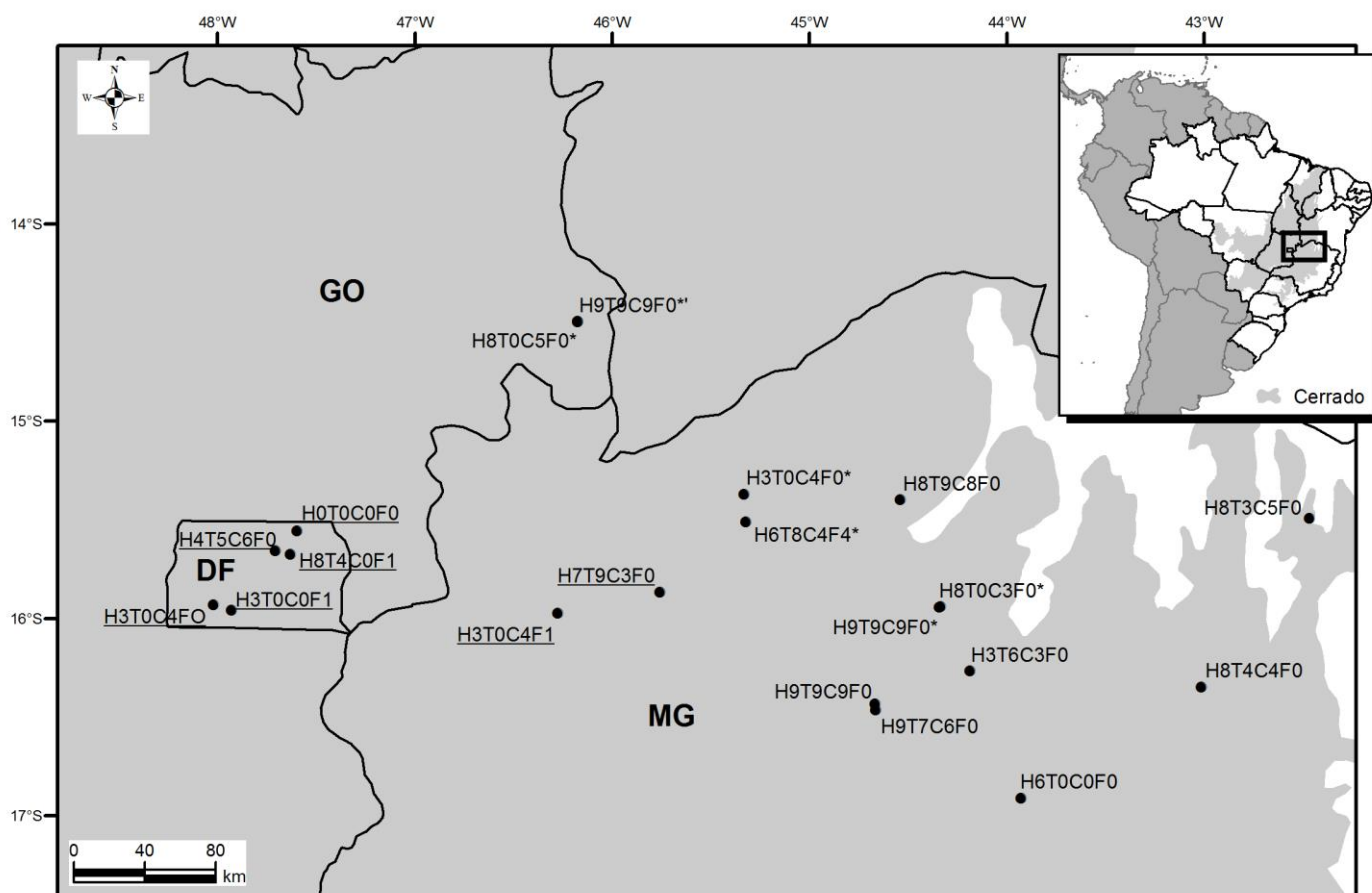 48°W 47°W 46°W 45°W 44°W 43°W
N
W E
S
14°S
GO
H9T9C9F0*'
H8T0C5F0*
Cerrado
15°S
H3T0C4F0*
H8T9C8F0
H6T8C4F4*
H8T3C5F0
H0T0C0F0
H4T5C6F0
H8T4C0F1
DF
H7T9C3F0
H3T0C0F1
H3T0C4FO
H3T0C4F1
16°S
H8T0C3F0*
H9T9C9F0*
H3T6C3F0
H8T4C4F0
H9T9C9F0
MG
H9T7C6F0
H6T0C0F0
17°S
0 40 80
km